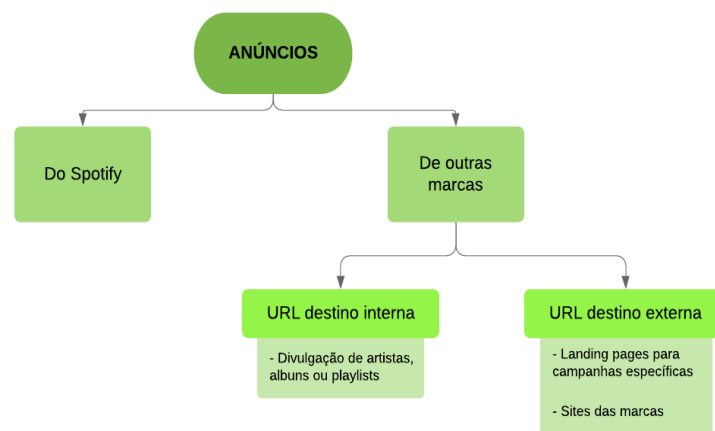 ANÚNCIOS
Do Spotify
De outras
marcas
URL destino interna
- Divulgação de artistas,
albuns ou playlists
URL destino externa
- Landing pages para
campanhas específicas
- Sites das marcas